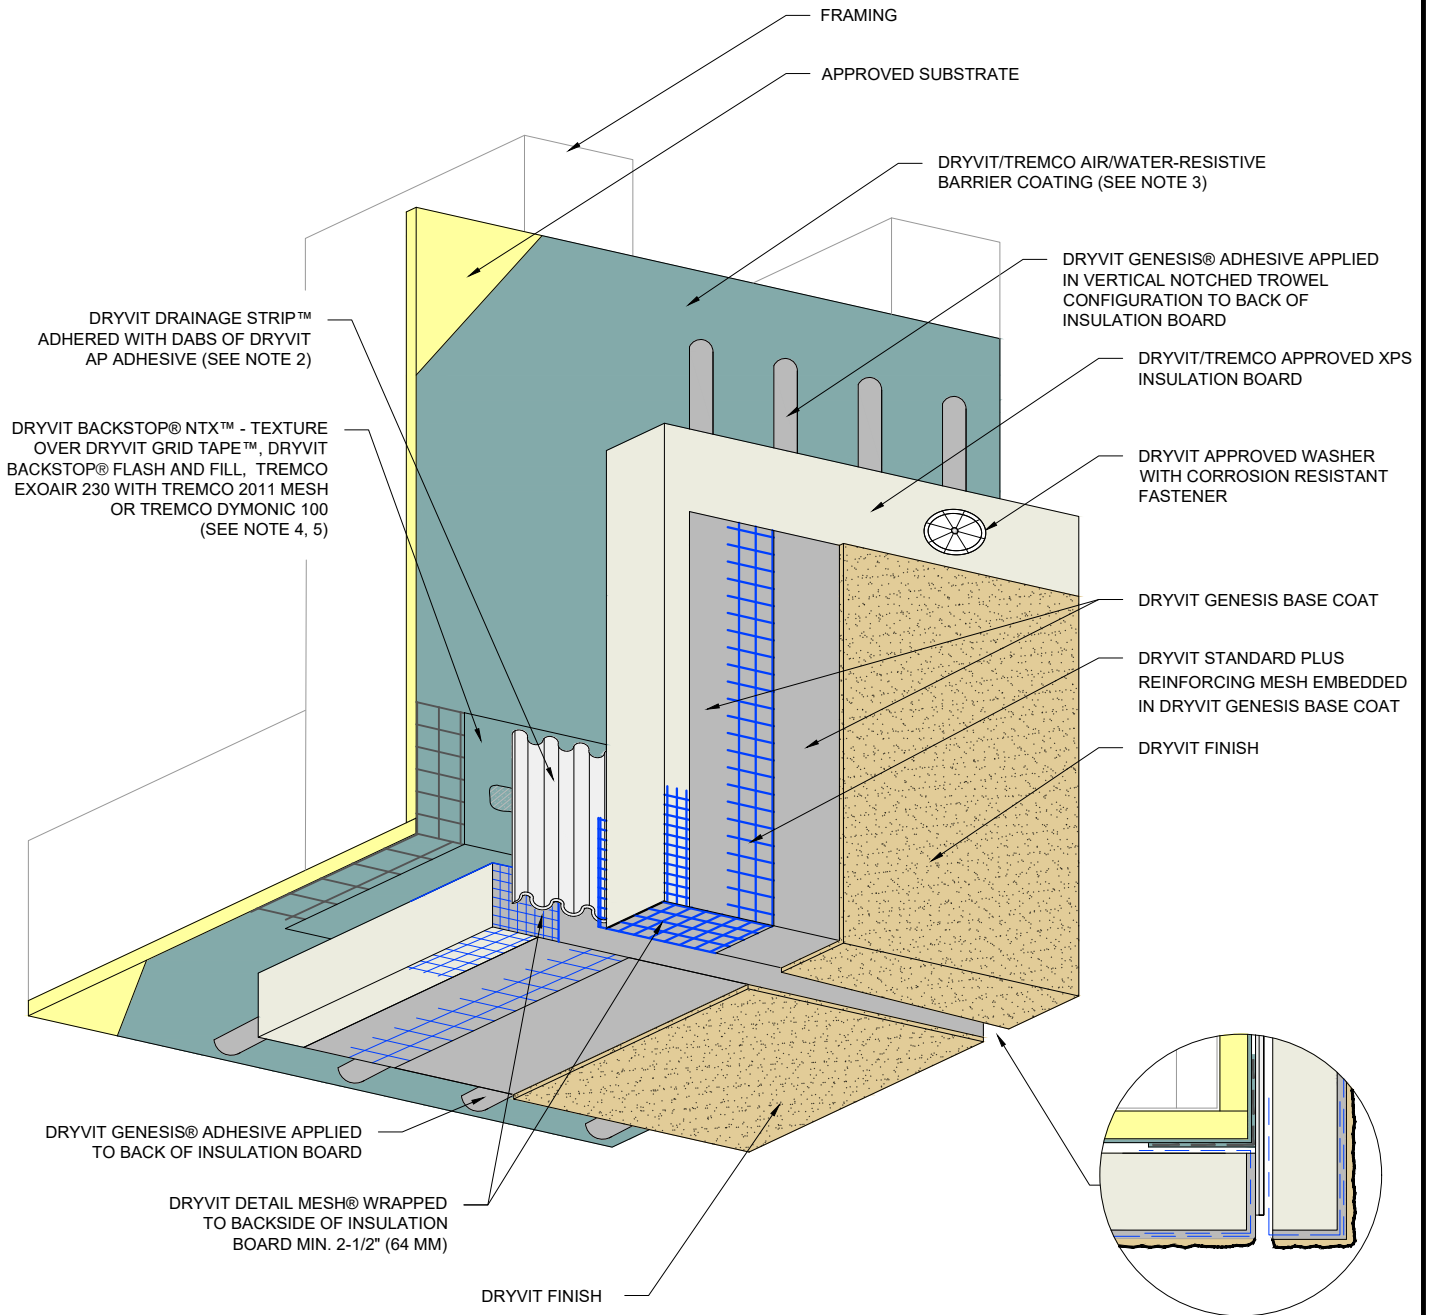 FRAMING
APPROVED SUBSTRATE
DRYVIT/TREMCO AIR/WATER-RESISTIVE
BARRIER COATING (SEE NOTE 3)
DRYVIT GENESIS® ADHESIVE APPLIED
IN VERTICAL NOTCHED TROWEL
CONFIGURATION TO BACK OF
INSULATION BOARD
DRYVIT DRAINAGE STRIP™
ADHERED WITH DABS OF DRYVIT
AP ADHESIVE (SEE NOTE 2)
DRYVIT/TREMCO APPROVED XPS
INSULATION BOARD
DRYVIT BACKSTOP® NTX™ - TEXTURE
OVER DRYVIT GRID TAPE™, DRYVIT
BACKSTOP® FLASH AND FILL, TREMCO
EXOAIR 230 WITH TREMCO 2011 MESH
OR TREMCO DYMONIC 100
(SEE NOTE 4, 5)
DRYVIT APPROVED WASHER
WITH CORROSION RESISTANT
FASTENER
DRYVIT GENESIS BASE COAT
DRYVIT STANDARD PLUS
REINFORCING MESH EMBEDDED
IN DRYVIT GENESIS BASE COAT
DRYVIT FINISH
DRYVIT GENESIS® ADHESIVE APPLIED
TO BACK OF INSULATION BOARD
DRYVIT DETAIL MESH® WRAPPED
TO BACKSIDE OF INSULATION
BOARD MIN. 2-1/2" (64 MM)
DRYVIT FINISH